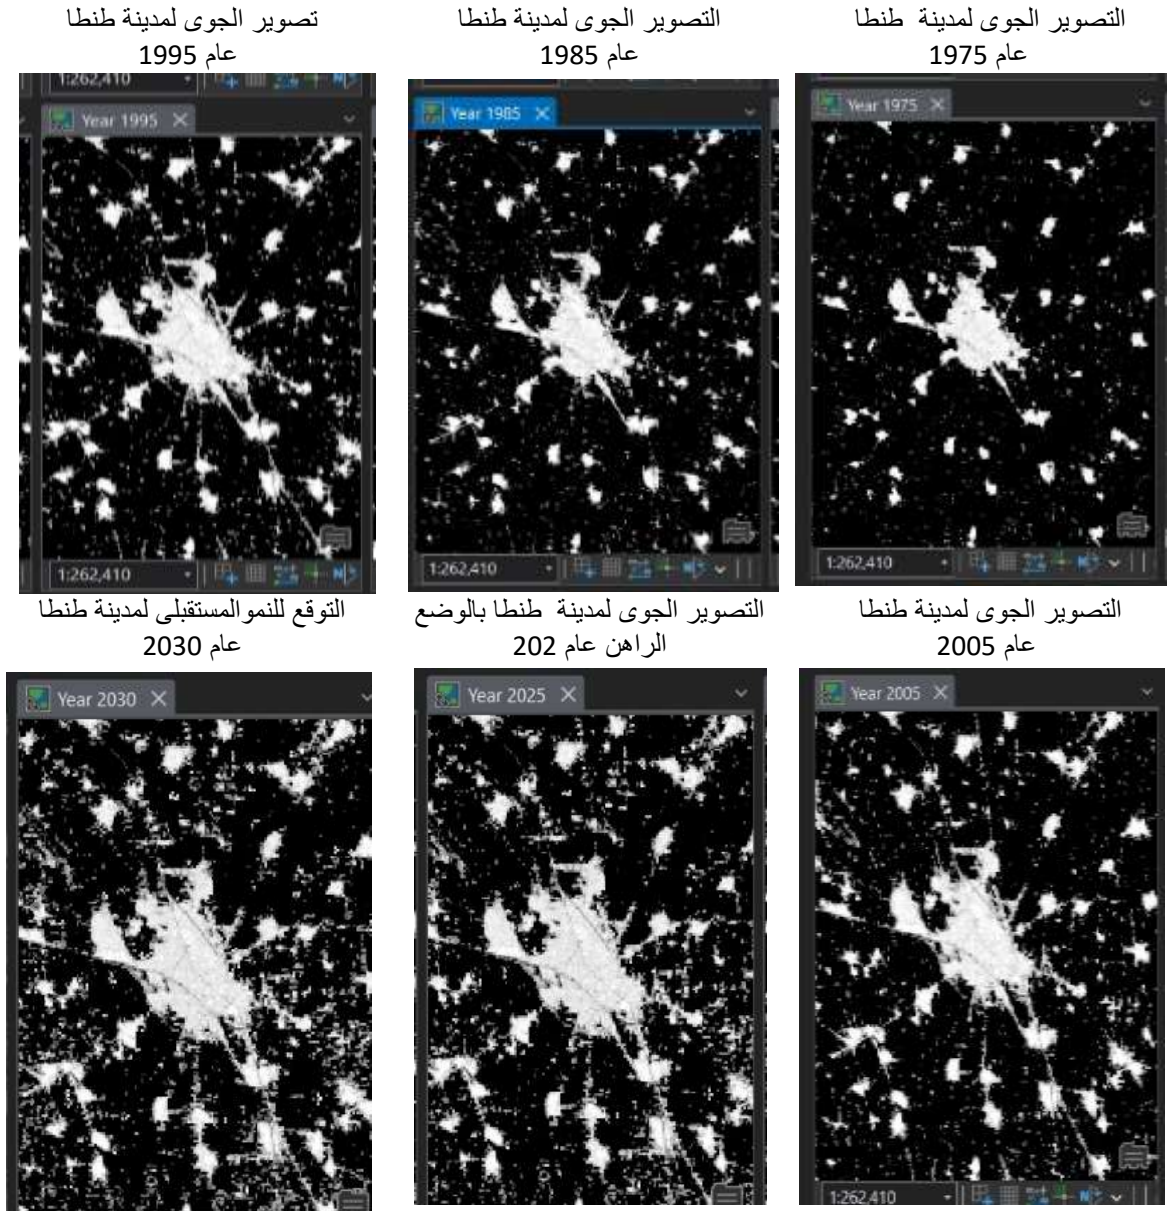 التصوير الجوى لمدينة طنطا
عام 1975
التصوير الجوى لمدينة طنطا
عام 1985
تصوير الجوى لمدينة طنطا
عام 1995
Year 1975
1:262,410
Year 1985
1:262,410
1:262,410
Year 1995
1:262,410
التصوير الجوى لمدينة طنطا
عام 2005
التصوير الجوى لمدينة طنطا بالوضع
الراهن عام 202
التوقع للنموالمستقبلى لمدينة طنطا
عام 2030
Year 2005
1:262,410
Year 2025
Year 2030